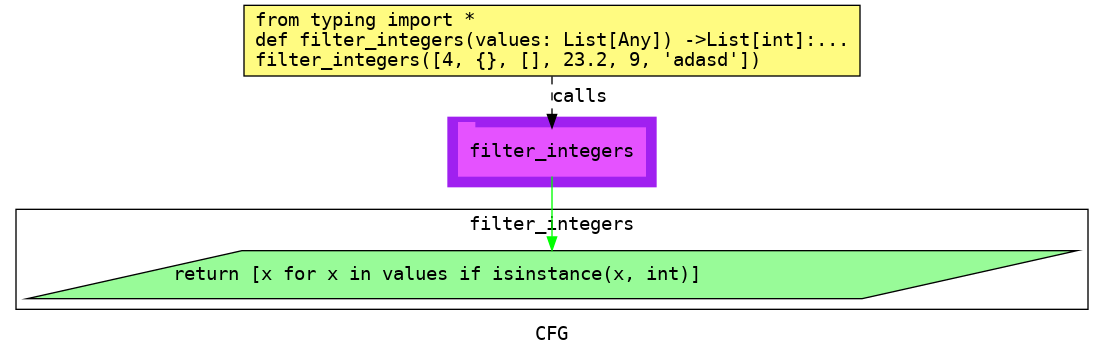 from typing import *
def filter_integers(values: List[Any]) ->List[int]:...
filter_integers([4, {}, [], 23.2, 9, 'adasd'])
calls
filter_integers
filter_integers
return [x for x in values if isinstance(x, int)]
CFG